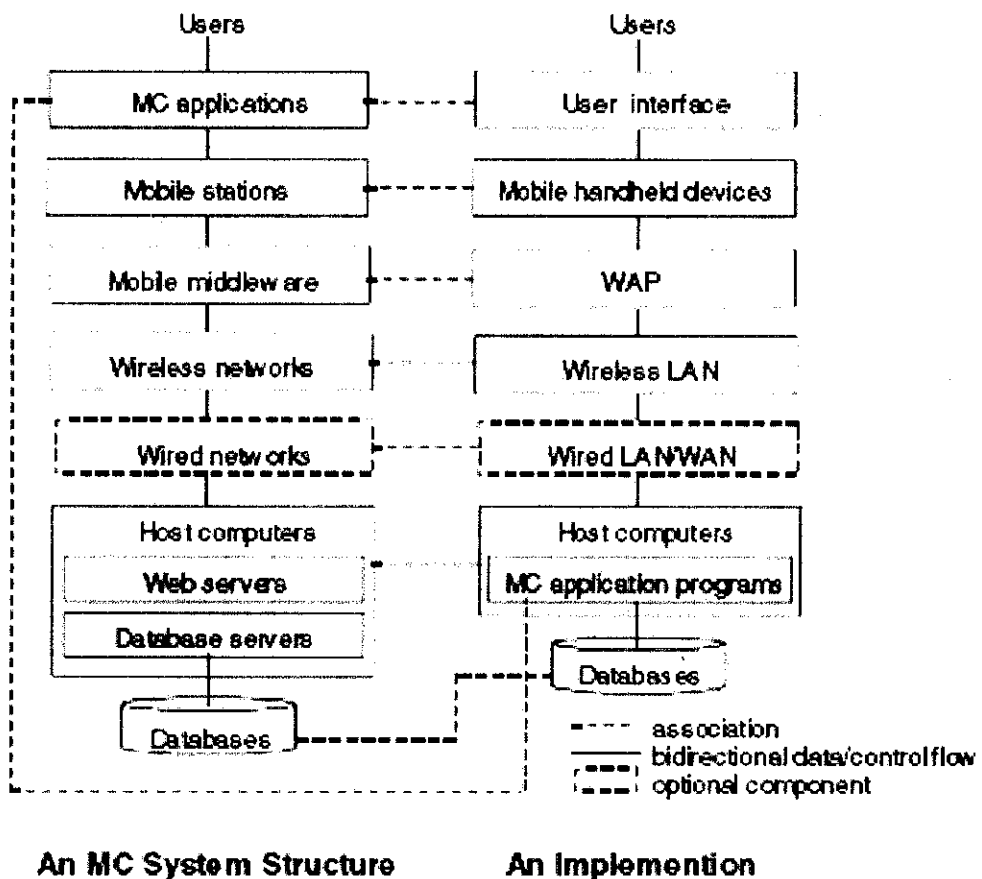 Users
MC applications
Mobile stations
Mobile middleware
Wireless networks
Wired networks
Host computers
Web servers
Database servers
Databases
Users
User interface
Mobile handheld devices
WAP
Wireless LAN
Wired LAN/WAN
Host computers
MC application programs
Databases
association
bidirectional data/control flow
optional component
An MC System Structure
An Implemention